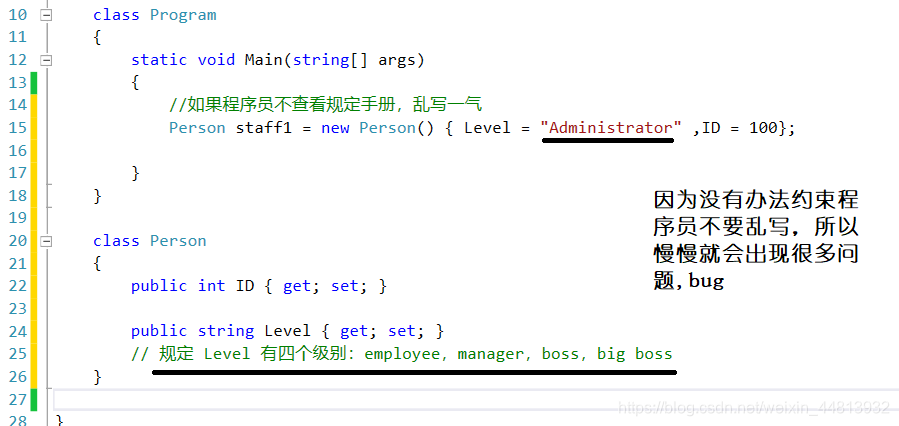 10 class Program
11 {
12 static void Main(string[] args)
13 {
14 //如果程序员不查看规定手册，乱写一气
15 Person staff1 = new Person() { Level = "Administrator" ,ID = 100};
16
17 }
18 }
19
20 class Person
21 {
22 public int ID { get; set; }
23
24 public string Level { get; set; }
25 // 规定 Level 有四个级别：employee, manager, boss, big boss
26 }
27
28 }
因为没有办法约束程
序员不要乱写，所以
慢慢就会出现很多问
题,bug
https://blog.csdn.net/weixin_44813932